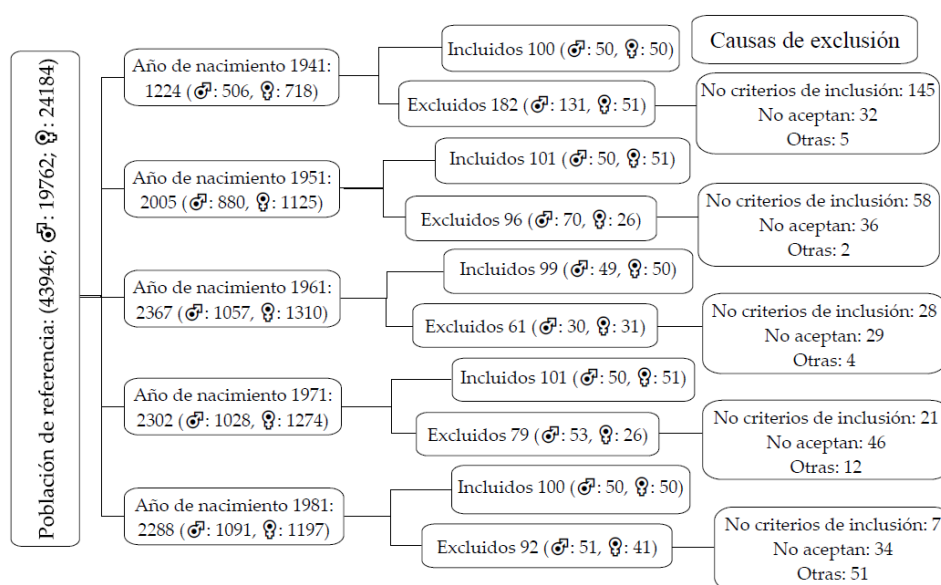 Población de referencia: (43946; ♂: 19762; ♀: 24184)
Año de nacimiento 1941:
1224 (♂: 506, ♀: 718)
Incluidos 100 (♂: 50, ♀: 50)
Excluidos 182 (♂: 131, ♀: 51)
Causas de exclusión
No criterios de inclusión: 145
No aceptan: 32
Otras: 5
Año de nacimiento 1951:
2005 (♂: 880, ♀: 1125)
Incluidos 101 (♂: 50, ♀: 51)
Excluidos 96 (♂: 70, ♀: 26)
No criterios de inclusión: 58
No aceptan: 36
Otras: 2
Año de nacimiento 1961:
2367 (♂: 1057, ♀: 1310)
Incluidos 99 (♂: 49, ♀: 50)
Excluidos 61 (♂: 30, ♀: 31)
No criterios de inclusión: 28
No aceptan: 29
Otras: 4
Año de nacimiento 1971:
2302 (♂: 1028, ♀: 1274)
Incluidos 101 (♂: 50, ♀: 51)
Excluidos 79 (♂: 53, ♀: 26)
No criterios de inclusión: 21
No aceptan: 46
Otras: 12
Año de nacimiento 1981:
2288 (♂: 1091, ♀: 1197)
Incluidos 100 (♂: 50, ♀: 50)
Excluidos 92 (♂: 51, ♀: 41)
No criterios de inclusión: 7
No aceptan: 34
Otras: 51